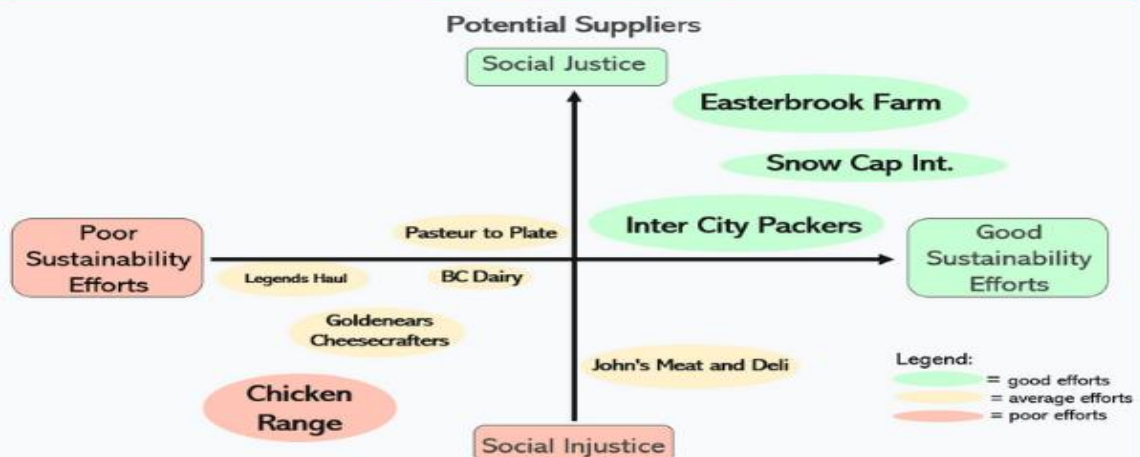 Potential Suppliers
Social Justice
Easterbrook Farm
Snow Cap Int.
Inter City Packers
Pasteur to Plate
Poor
Sustainability
Efforts
Good
Sustainability
Efforts
Legends Haul
BC Dairy
Goldenears
Cheesecrafters
John's Meat and Deli
Chicken
Range
Legend:
= good efforts
= average efforts
= poor efforts
Social Injustice